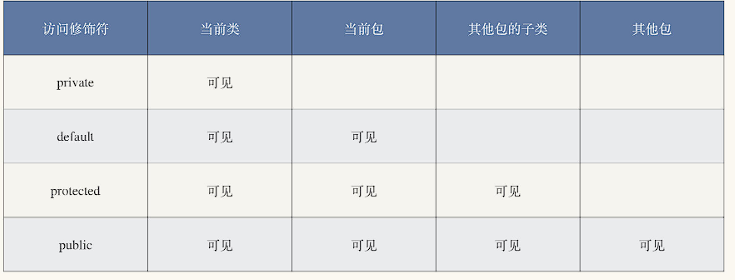 访问修饰符 当前类 当前包 其他包的子类 其他包
private 可见
default 可见 可见
protected 可见 可见 可见
public 可见 可见 可见 可见